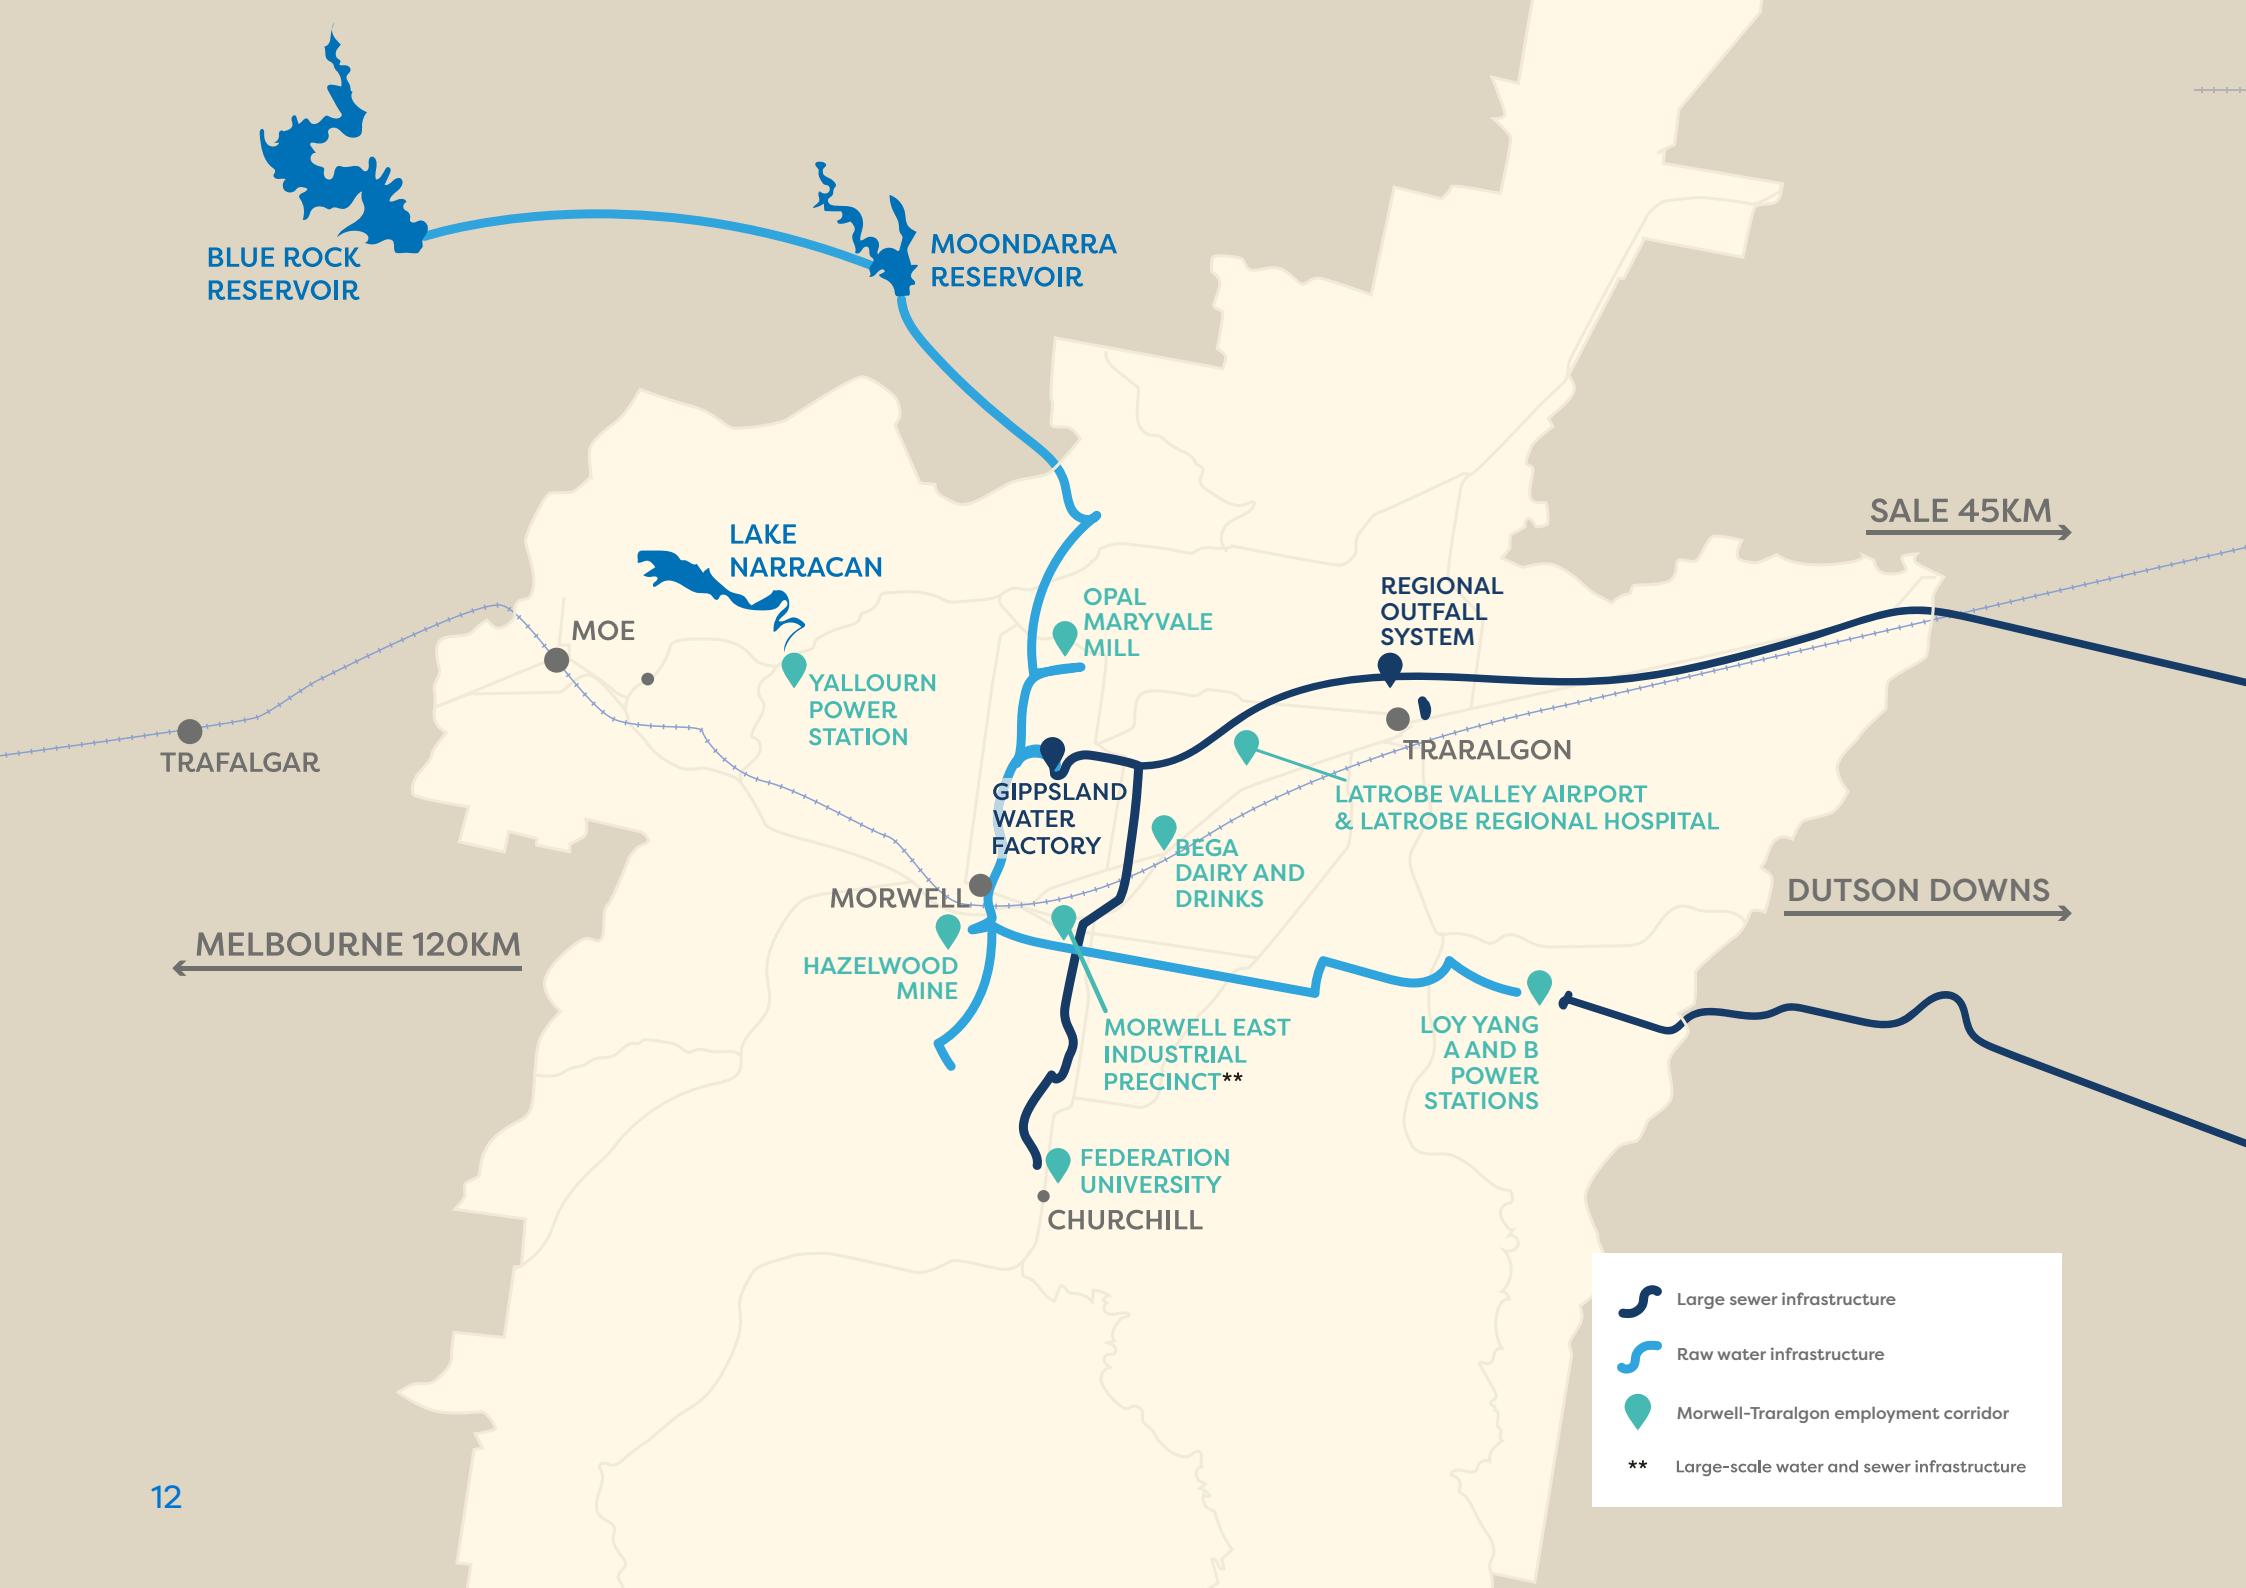 BLUE ROCK
RESERVOIR
MOONDARRA
RESERVOIR
SALE 45KM
LAKE
NARRACAN
OPAL
MARYVALE
MILL
REGIONAL
OUTFALL
SYSTEM
MOE
YALLOURN
POWER
STATION
TRAFALGAR
TRARALGON
GIPPSLAND
WATER
FACTORY
LATROBE VALLEY AIRPORT
& LATROBE REGIONAL HOSPITAL
BEGA
DAIRY AND
DRINKS
MORWELL
DUTSON DOWNS
MELBOURNE 120KM
HAZELWOOD
MINE
MORWELL EAST
INDUSTRIAL
PRECINCT**
LOY YANG
A AND B
POWER
STATIONS
FEDERATION
UNIVERSITY
CHURCHILL
Large sewer infrastructure
Raw water infrastructure
Morwell-Traralgon employment corridor
** Large-scale water and sewer infrastructure
12